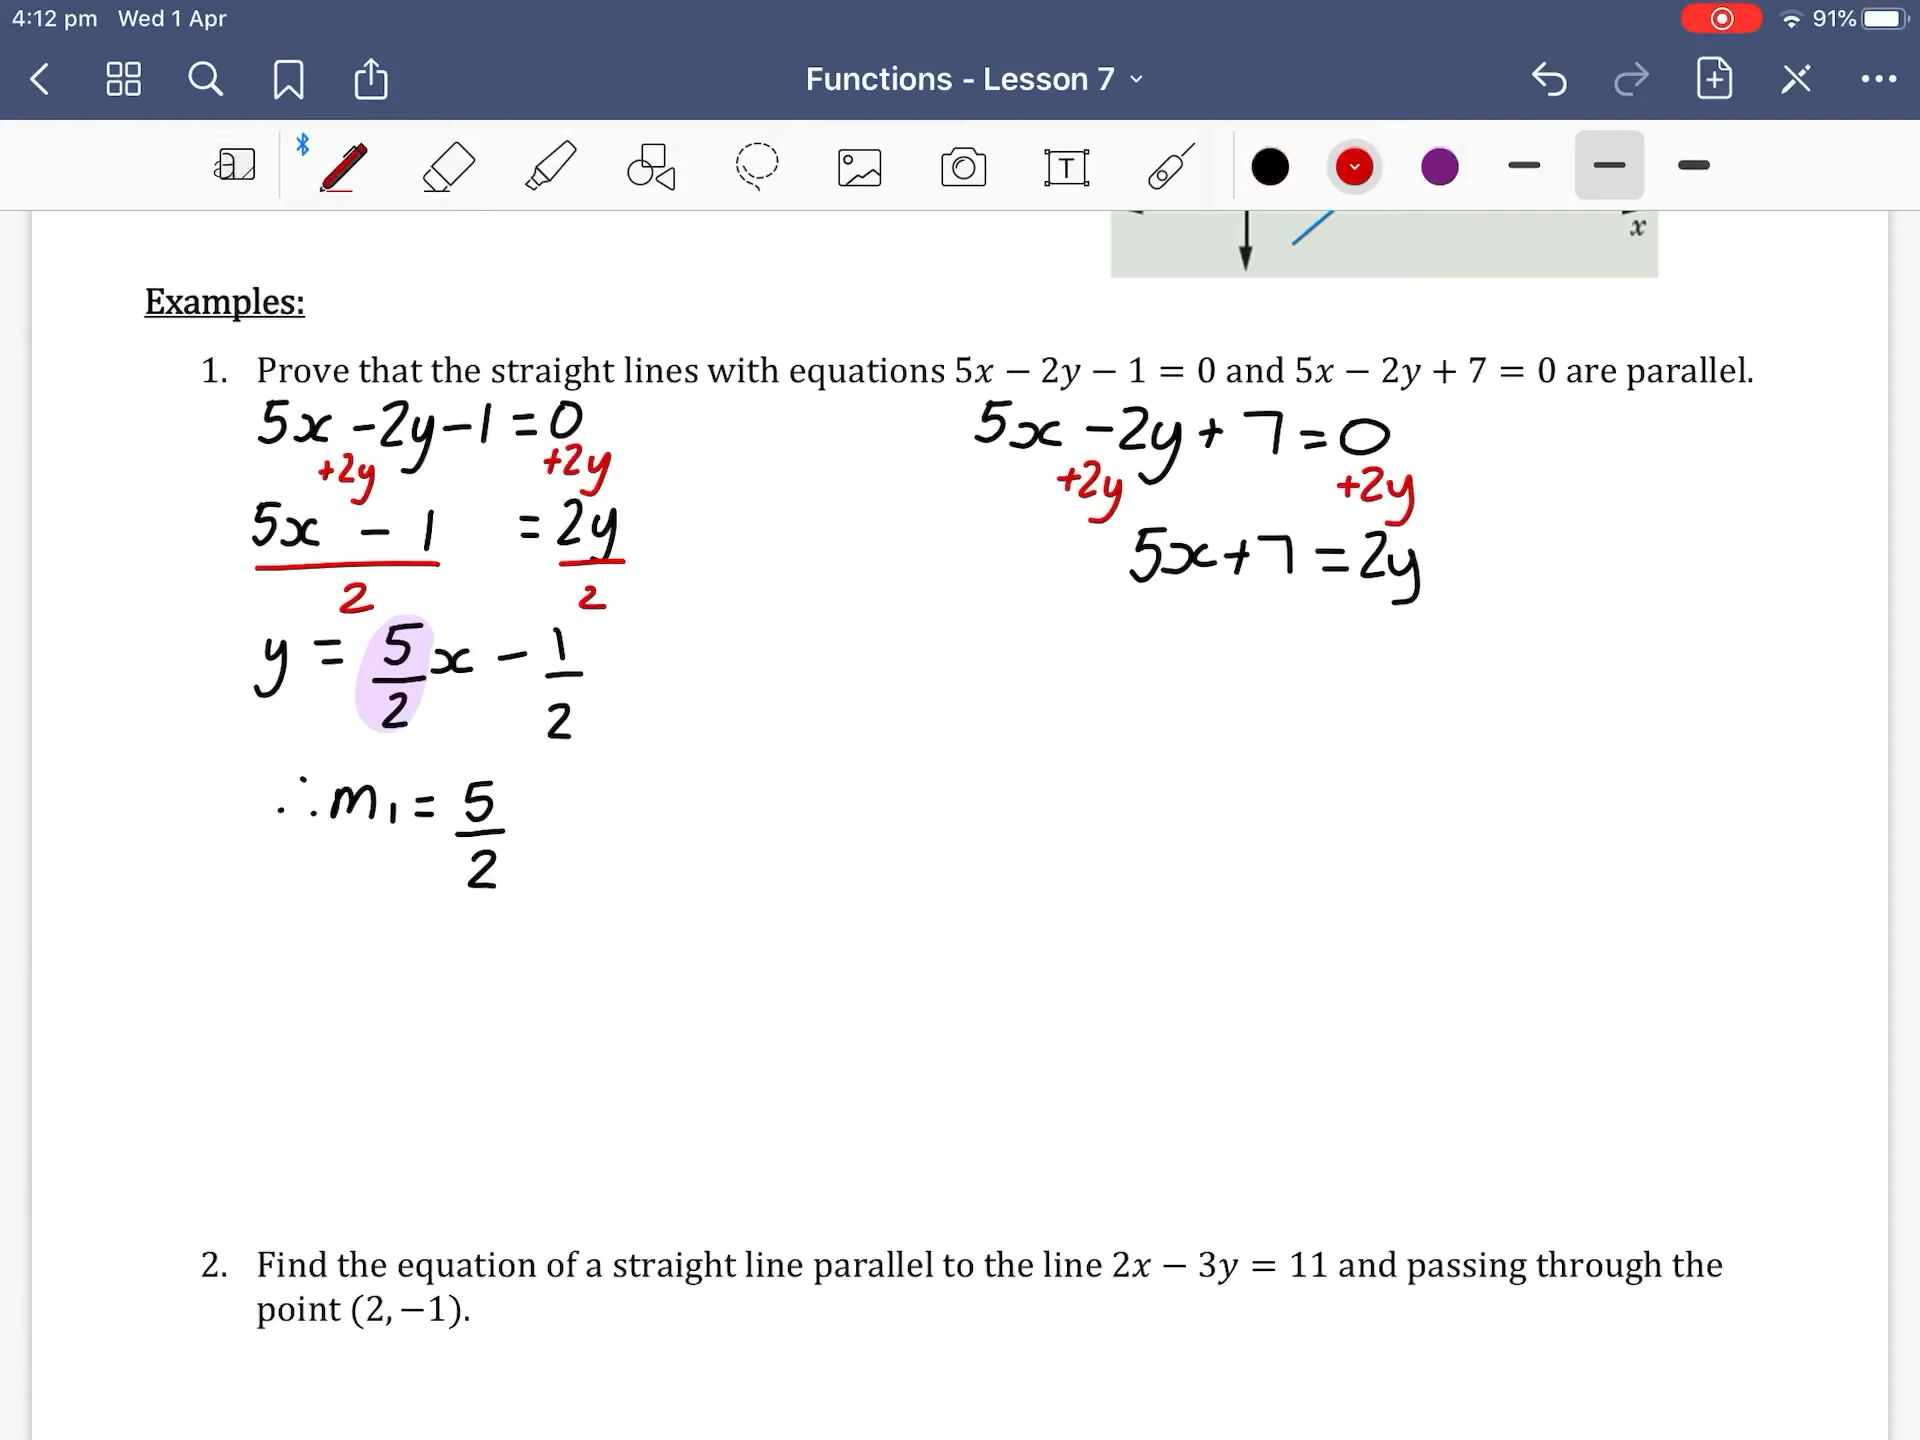 4:12 pm Wed 1 Apr 91%
Functions - Lesson 7
a T
x
Examples:
1. Prove that the straight lines with equations 5x − 2y − 1 = 0 and 5x − 2y + 7 = 0 are parallel.
5x - 2y - 1 = 0
+2y +2y
5x - 1 = 2y
2 2
y = 5/2 x - 1/2
∴ m₁ = 5/2
5x - 2y + 7 = 0
+2y +2y
5x + 7 = 2y
2. Find the equation of a straight line parallel to the line 2x − 3y = 11 and passing through the
point (2, −1).